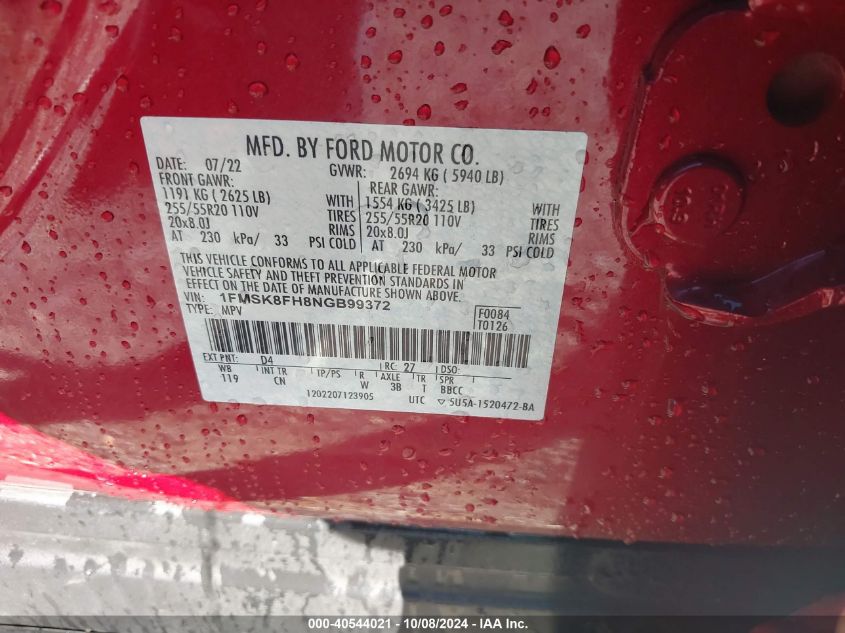 MFD. BY FORD MOTOR CO.
DATE: 07/22 GVWR: 2694 KG ( 5940 LB)
FRONT GAWR: REAR GAWR:
1191 KG ( 2625 LB) WITH 1554 KG ( 3425 LB) WITH
255/55R20 110V TIRES 255/55R20 110V TIRES
20x8.0J RIMS 20x8.0J RIMS
AT 230 kPa/ 33 PSI COLD AT 230 kPa/ 33 PSI COLD
THIS VEHICLE CONFORMS TO ALL APPLICABLE FEDERAL MOTOR
VEHICLE SAFETY AND THEFT PREVENTION STANDARDS IN
EFFECT ON THE DATE OF MANUFACTURE SHOWN ABOVE.
VIN: 1FMSK8FH8NGB99372 F0084
TYPE: MPV T0126
EXT PNT: D4 RC: 27 DSO:
WB INT TR TP/PS R AXLE TR SPR
119 CN W 3B T BBCC
1202207123905 UTC ▽ 5U5A-1520472-BA
000-40544021 - 10/08/2024 - IAAI.com